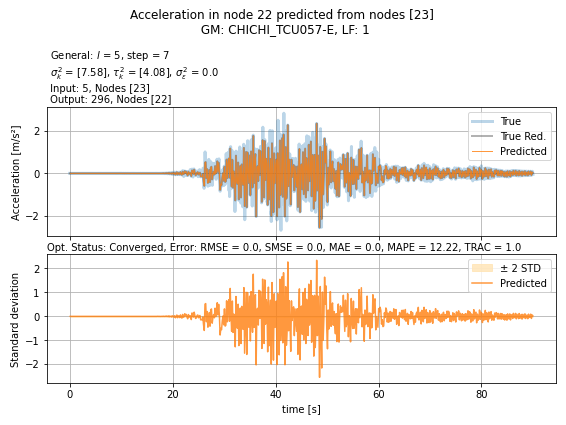 Acceleration in node 22 predicted from nodes [23]
GM: CHICHI_TCU057-E, LF: 1
General: l = 5, step = 7
σ²ₖ = [7.58], τ²ₖ = [4.08], σ²ₑ = 0.0
Input: 5, Nodes [23]
Output: 296, Nodes [22]
Acceleration [m/s²]
2
0
−2
True
True Red.
Predicted
Opt. Status: Converged, Error: RMSE = 0.0, SMSE = 0.0, MAE = 0.0, MAPE = 12.22, TRAC = 1.0
Standard deviation
2
1
0
−1
−2
± 2 STD
Predicted
0 20 40 60 80
time [s]